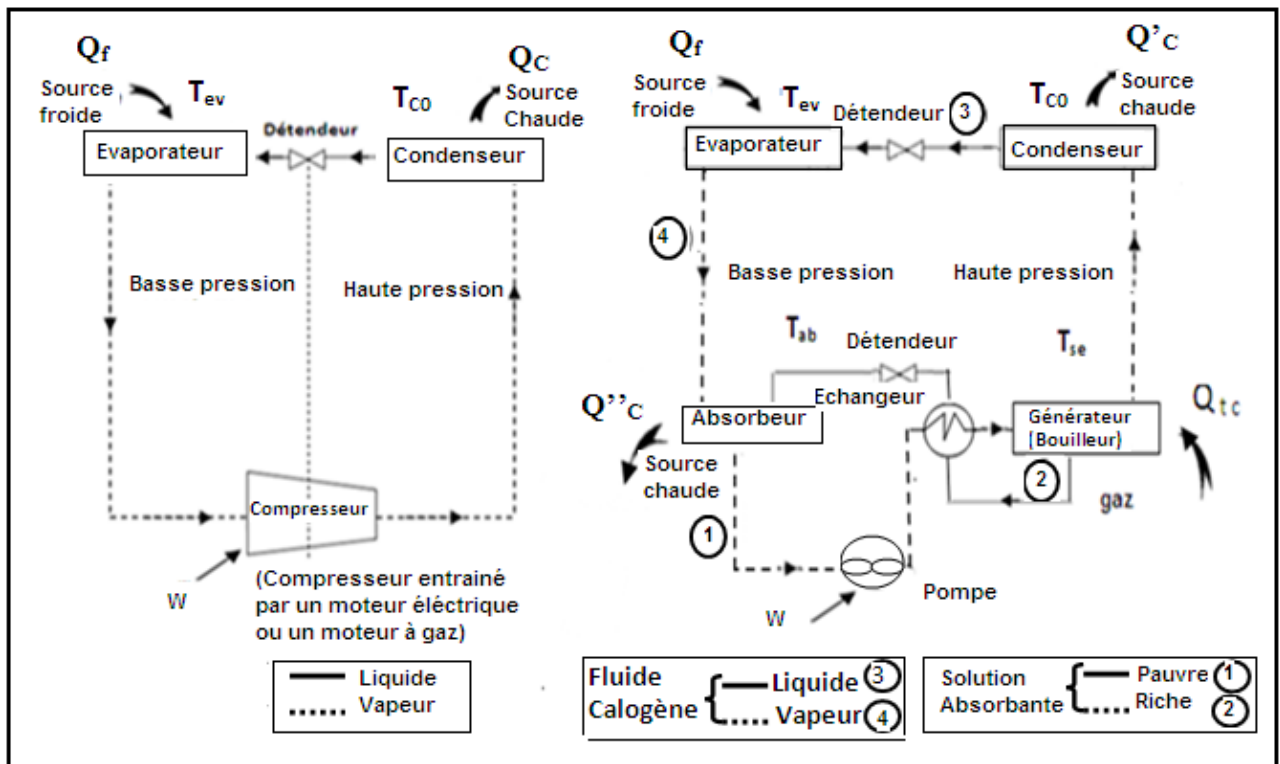 Qf
Source
froide
Tev
Détendeur
TC0
QC
Source
Chaude
Evaporateur
Condenseur
Basse pression
Haute pression
Compresseur
W
(Compresseur entrainé
par un moteur éléctrique
ou un moteur à gaz)
Liquide
Vapeur
Qf
Source
froide
Tev
Détendeur
3
TC0
Q’C
Source
chaude
Evaporateur
Condenseur
4
Basse pression
Haute pression
Tab
Détendeur
Tse
Echangeur
Q’’C
Absorbeur
Source
chaude
Générateur
(Bouilleur)
Qtc
2
gaz
1
Pompe
W
Fluide
Calogène
Liquide 3
Vapeur 4
Solution
Absorbante
Pauvre 1
Riche 2